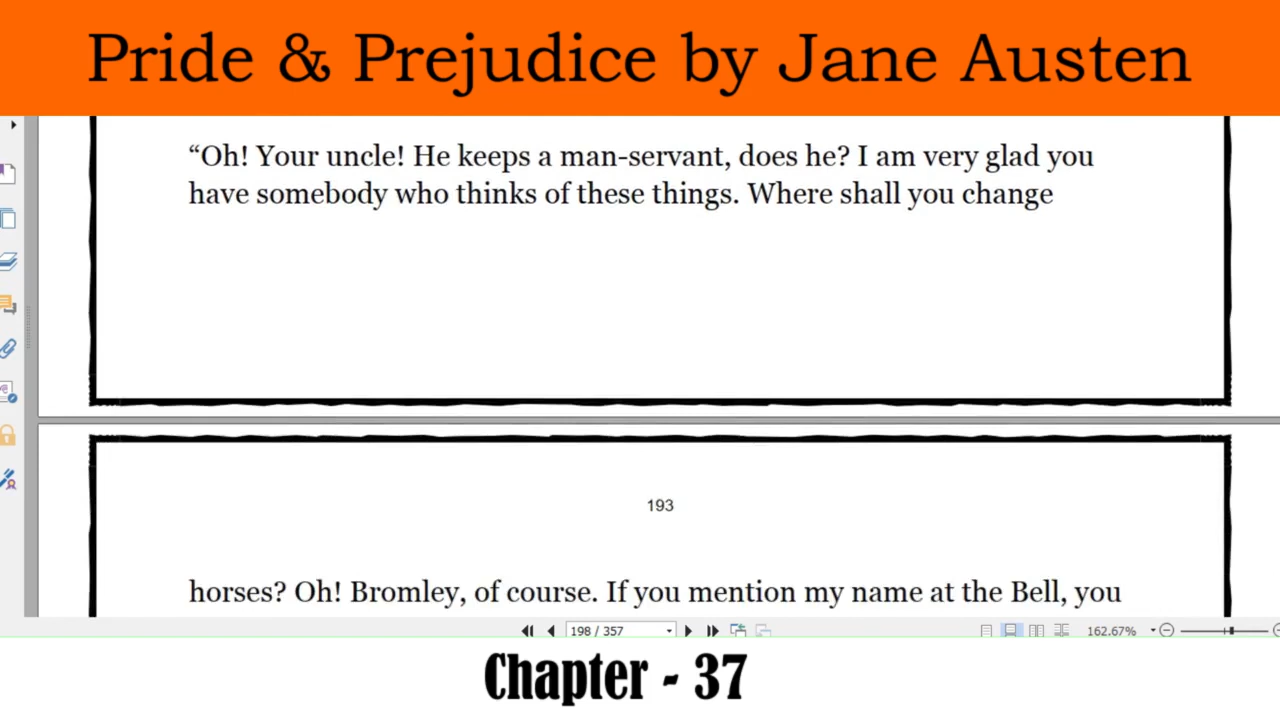 Pride & Prejudice by Jane Austen
“Oh! Your uncle! He keeps a man-servant, does he? I am very glad you
have somebody who thinks of these things. Where shall you change
193
horses? Oh! Bromley, of course. If you mention my name at the Bell, you
198 / 357
162.67%
Chapter - 37